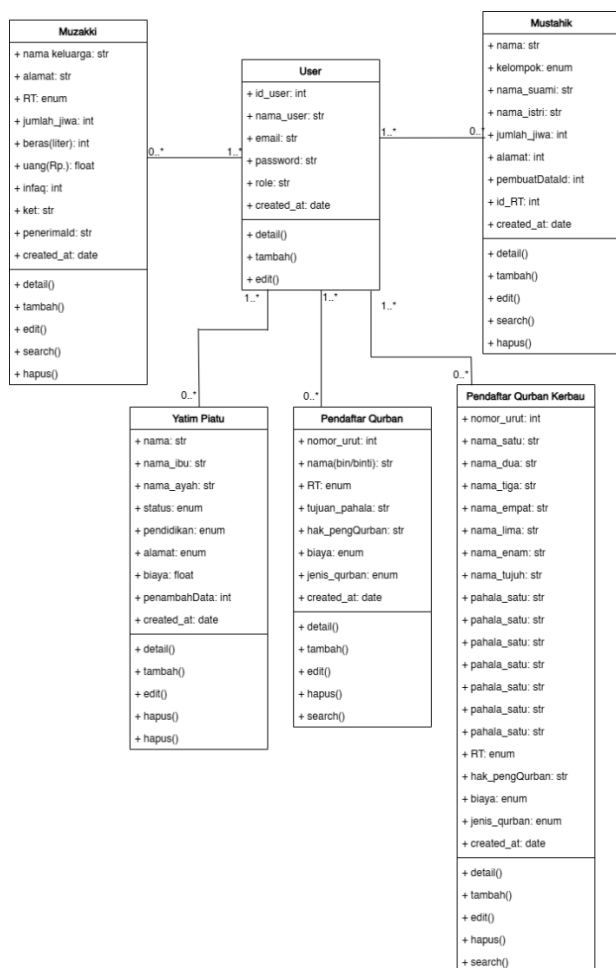 Muzakki
+ nama keluarga: str
+ alamat: str
+ RT: enum
+ jumlah_jiwa: int
+ beras(liter): int
+ uang(Rp.): float
+ infaq: int
+ ket: str
+ penerimaId: str
+ created_at: date
+ detail()
+ tambah()
+ edit()
+ search()
+ hapus()
0..*
1..*
User
+ id_user: int
+ nama_user: str
+ email: str
+ password: str
+ role: str
+ created_at: date
+ detail()
+ tambah()
+ edit()
1..*
0..*
Mustahik
+ nama: str
+ kelompok: enum
+ nama_suami: str
+ nama_istri: str
+ jumlah_jiwa: int
+ alamat: int
+ pembuatDataId: int
+ id_RT: int
+ created_at: date
+ detail()
+ tambah()
+ edit()
+ search()
+ hapus()
1..*
1..*
1..*
0..*
0..*
0..*
Yatim Piatu
+ nama: str
+ nama_ibu: str
+ nama_ayah: str
+ status: enum
+ pendidikan: enum
+ alamat: enum
+ biaya: float
+ penambahData: int
+ created_at: date
+ detail()
+ tambah()
+ edit()
+ hapus()
+ hapus()
Pendaftar Qurban
+ nomor_urut: int
+ nama(bin/binti): str
+ RT: enum
+ tujuan_pahala: str
+ hak_pengQurban: str
+ biaya: enum
+ jenis_qurban: enum
+ created_at: date
+ detail()
+ tambah()
+ edit()
+ hapus()
+ search()
Pendaftar Qurban Kerbau
+ nomor_urut: int
+ nama_satu: str
+ nama_dua: str
+ nama_tiga: str
+ nama_empat: str
+ nama_lima: str
+ nama_enam: str
+ nama_tujuh: str
+ pahala_satu: str
+ pahala_satu: str
+ pahala_satu: str
+ pahala_satu: str
+ pahala_satu: str
+ pahala_satu: str
+ pahala_satu: str
+ RT: enum
+ hak_pengQurban: str
+ biaya: enum
+ jenis_qurban: enum
+ created_at: date
+ detail()
+ tambah()
+ edit()
+ hapus()
+ search()